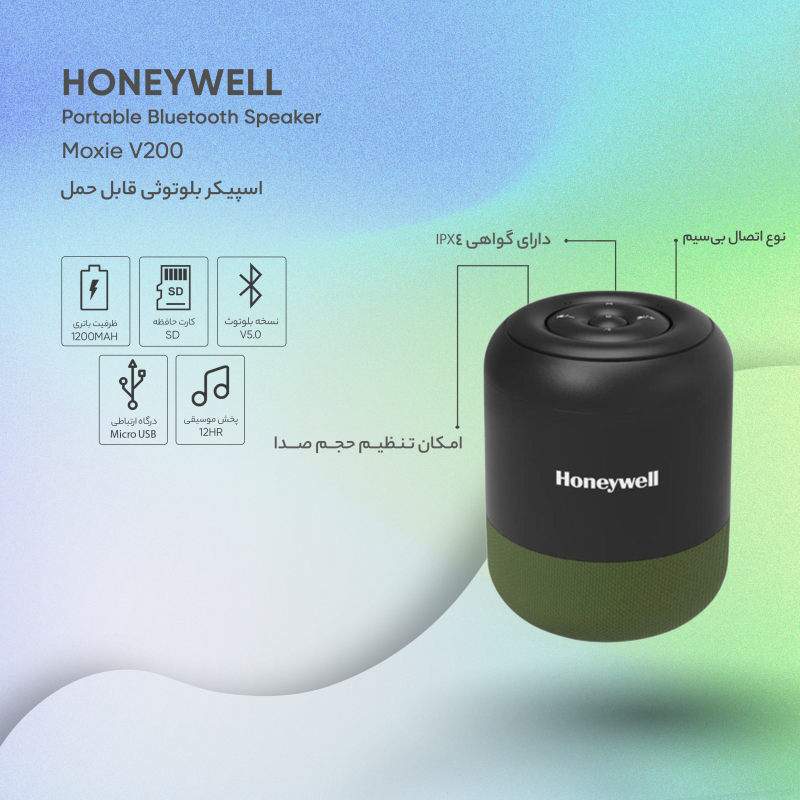 HONEYWELL
Portable Bluetooth Speaker
Moxie V200
اسپیکر بلوتوثی قابل حمل
دارای گواهی IPX٤
نوع اتصال بی‌سیم
ظرفیت باتری
1200MAH
SD
کارت حافظه
SD
نسخه بلوتوث
V5.0
درگاه ارتباطی
Micro USB
پخش موسیقی
12HR
امکان تنظیم حجم صدا
Honeywell